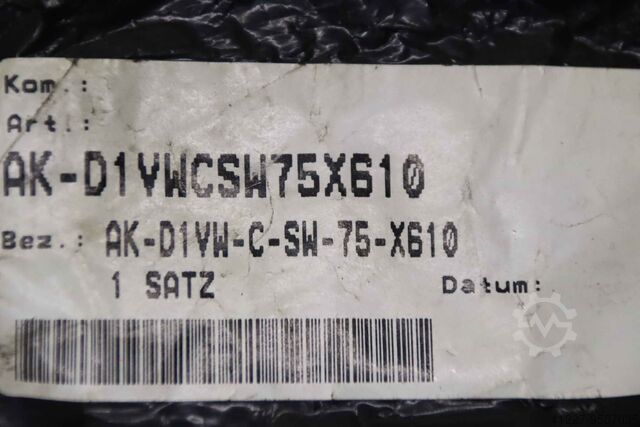 Kom.:
Art.:
AK-D1VWCSW75X610
Bez.: AK-D1VW-C-SW-75-X610
1 SATZ Datum: